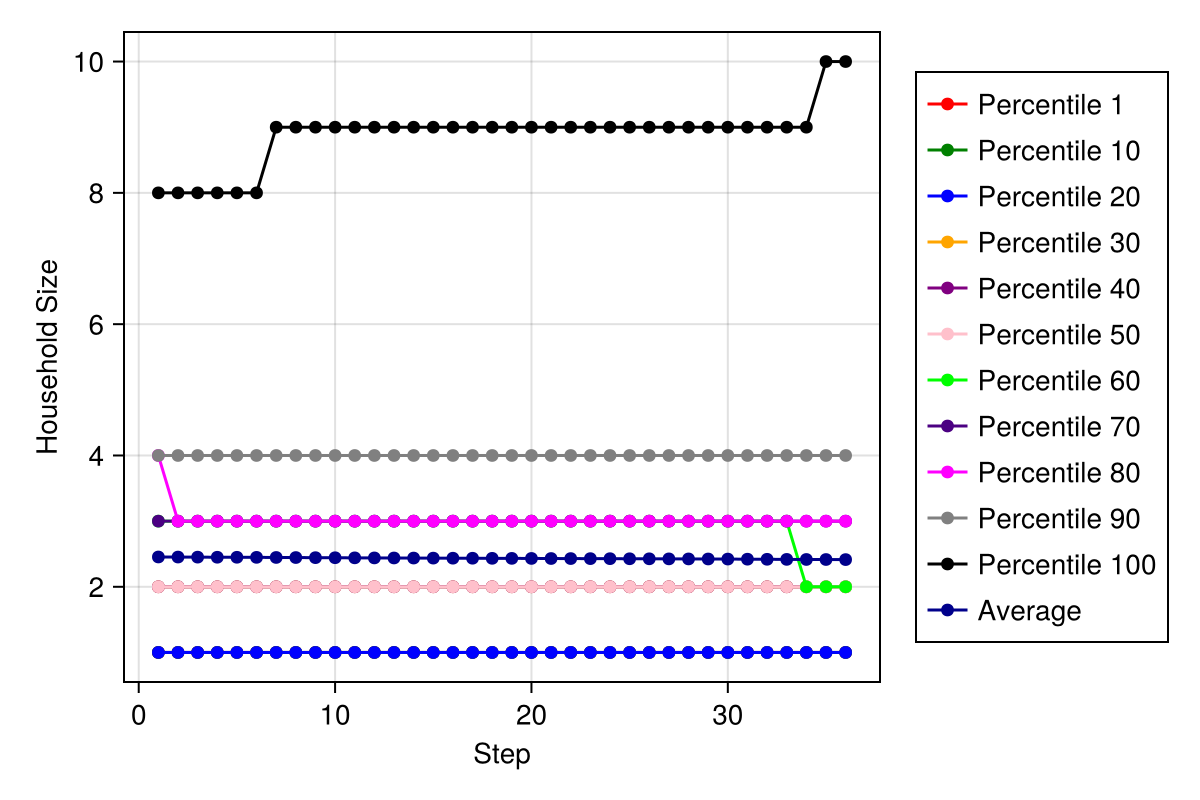 10
8
6
4
2
Household Size
0 10 20 30
Step
Percentile 1
Percentile 10
Percentile 20
Percentile 30
Percentile 40
Percentile 50
Percentile 60
Percentile 70
Percentile 80
Percentile 90
Percentile 100
Average